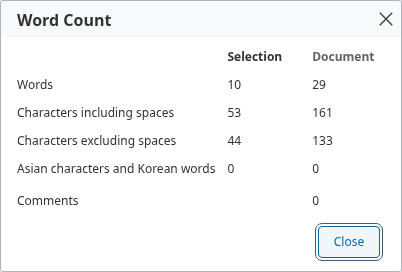 Word Count
Selection Document
Words 10 29
Characters including spaces 53 161
Characters excluding spaces 44 133
Asian characters and Korean words 0 0
Comments 0
Close